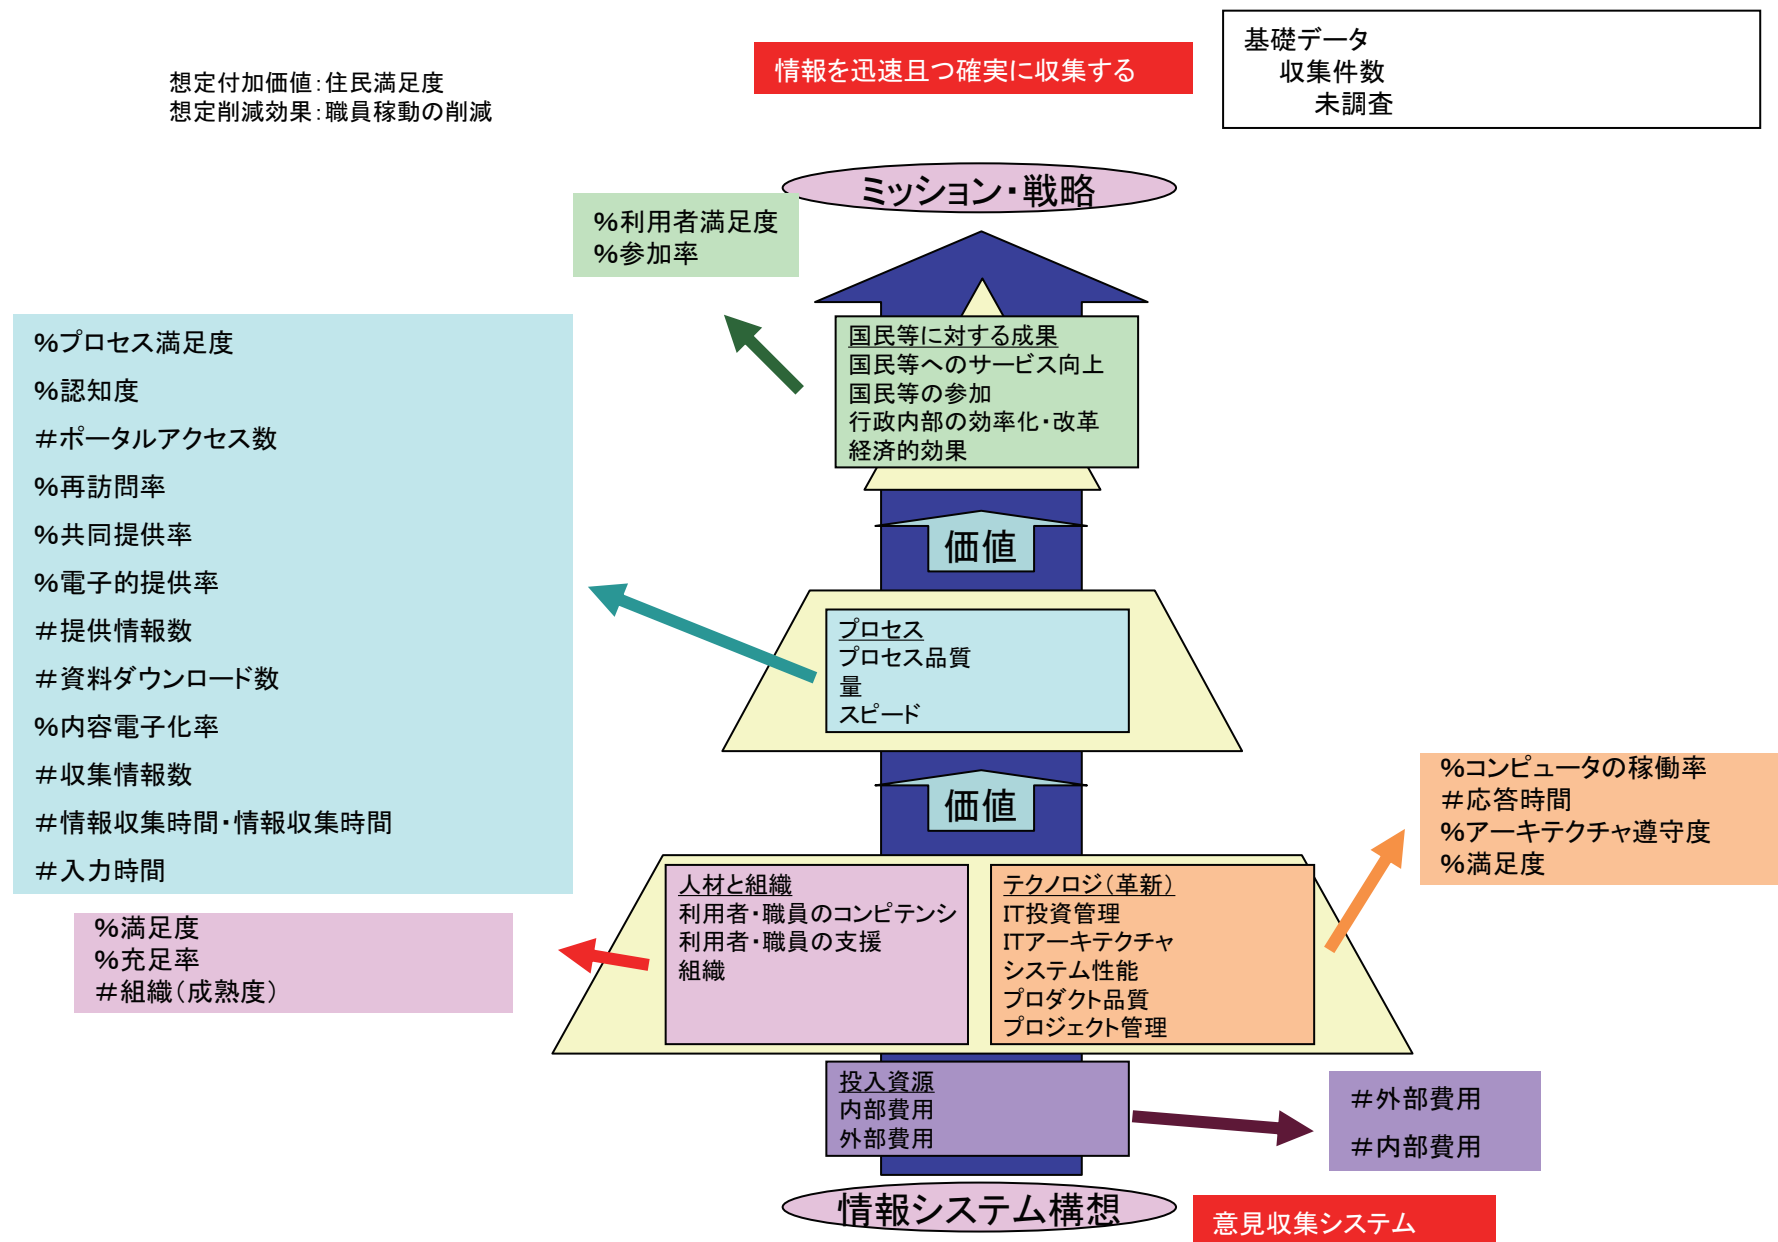 情報を迅速且つ確実に収集する
基礎データ
収集件数
未調査
想定付加価値：住民満足度
想定削減効果：職員稼動の削減
ミッション・戦略
%利用者満足度
%参加率
国民等に対する成果
国民等へのサービス向上
国民等の参加
行政内部の効率化・改革
経済的効果
%プロセス満足度
%認知度
＃ポータルアクセス数
%再訪問率
%共同提供率
%電子的提供率
＃提供情報数
＃資料ダウンロード数
%内容電子化率
＃収集情報数
＃情報収集時間・情報収集時間
＃入力時間
価値
プロセス
プロセス品質
量
スピード
価値
%コンピュータの稼働率
＃応答時間
%アーキテクチャ遵守度
%満足度
人材と組織
利用者・職員のコンピテンシ
利用者・職員の支援
組織
テクノロジ（革新）
IT投資管理
ITアーキテクチャ
システム性能
プロダクト品質
プロジェクト管理
%満足度
%充足率
＃組織（成熟度）
投入資源
内部費用
外部費用
＃外部費用
＃内部費用
情報システム構想
意見収集システム